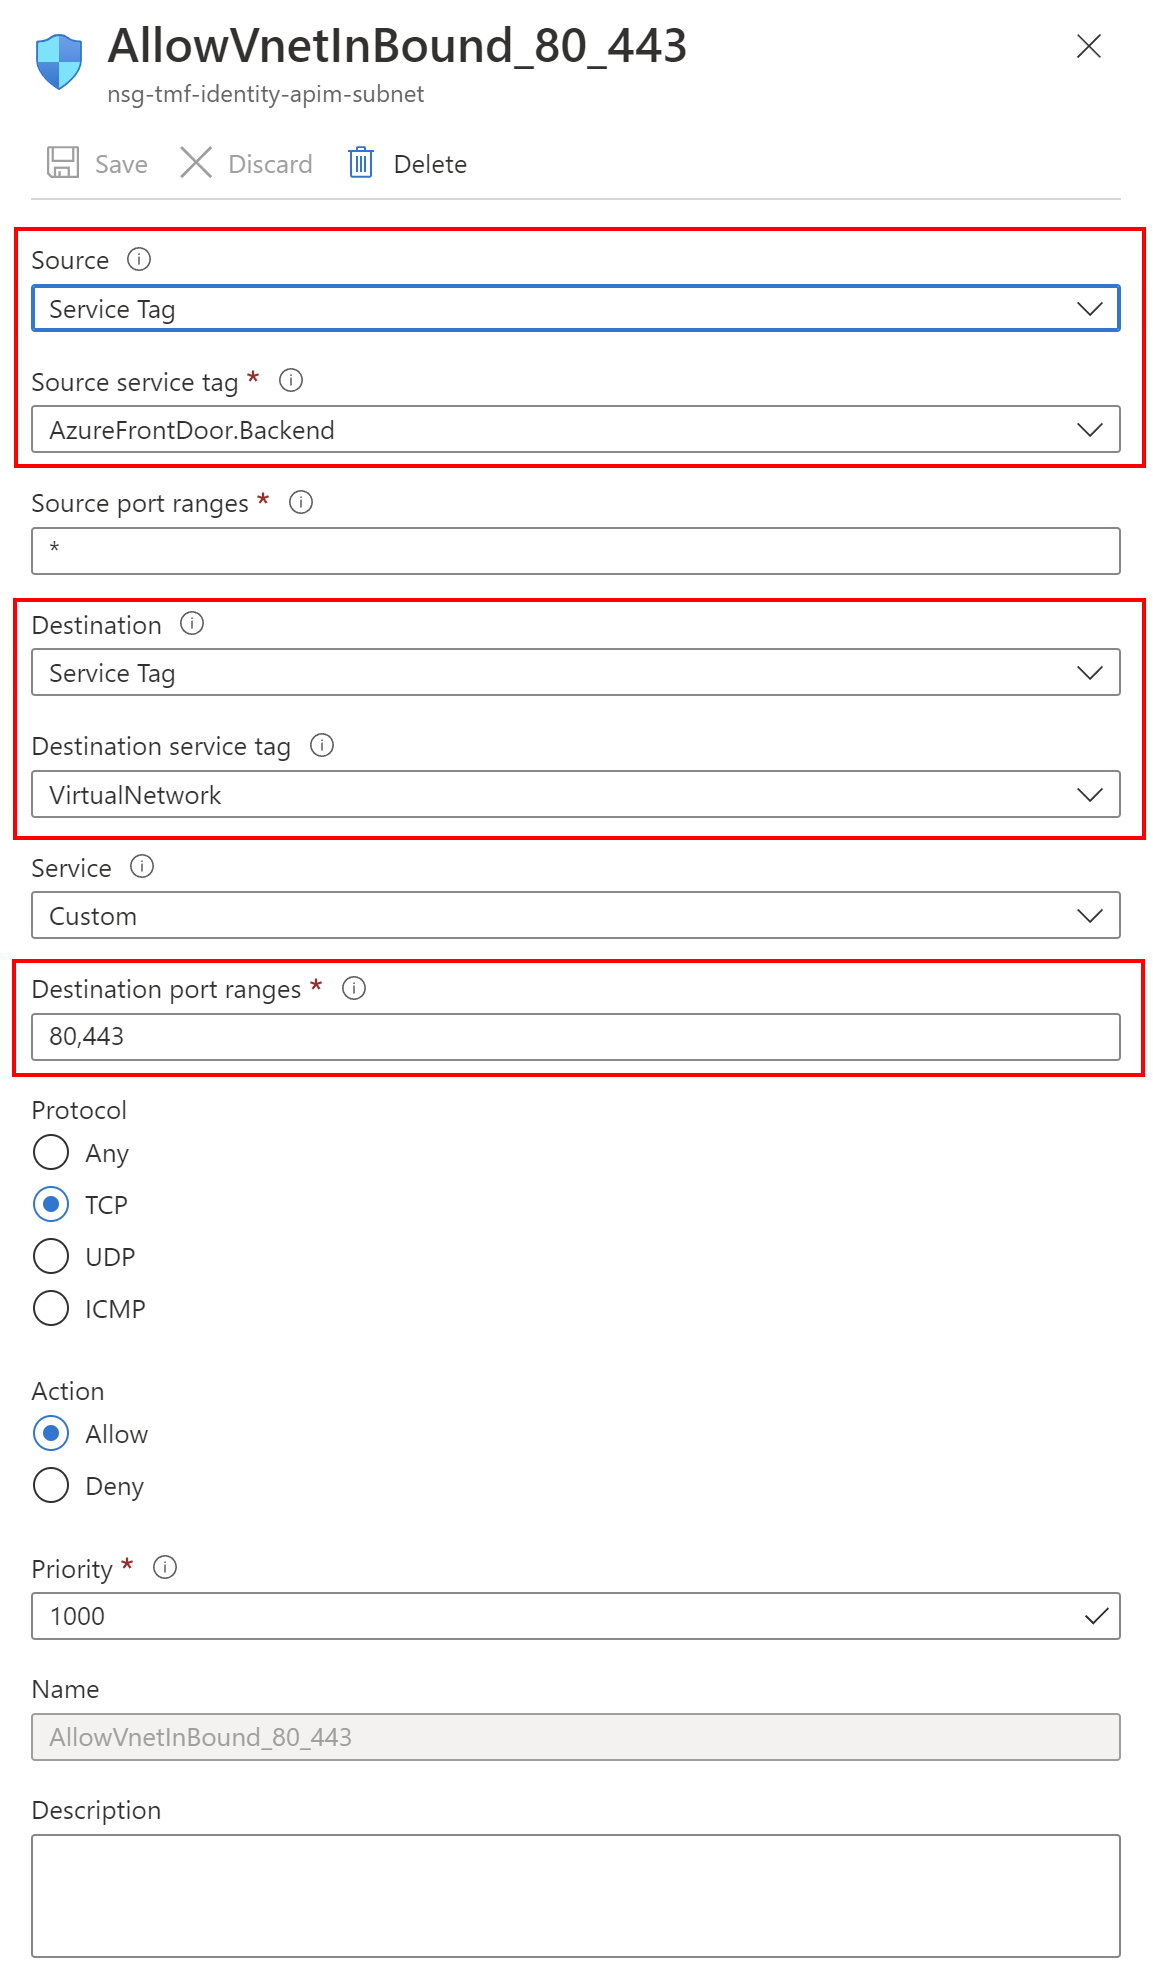 AllowVnetInBound_80_443
nsg-tmf-identity-apim-subnet
Save Discard Delete
Source
Service Tag
Source service tag *
AzureFrontDoor.Backend
Source port ranges *
*
Destination
Service Tag
Destination service tag
VirtualNetwork
Service
Custom
Destination port ranges *
80,443
Protocol
Any
TCP
UDP
ICMP
Action
Allow
Deny
Priority *
1000
Name
AllowVnetInBound_80_443
Description